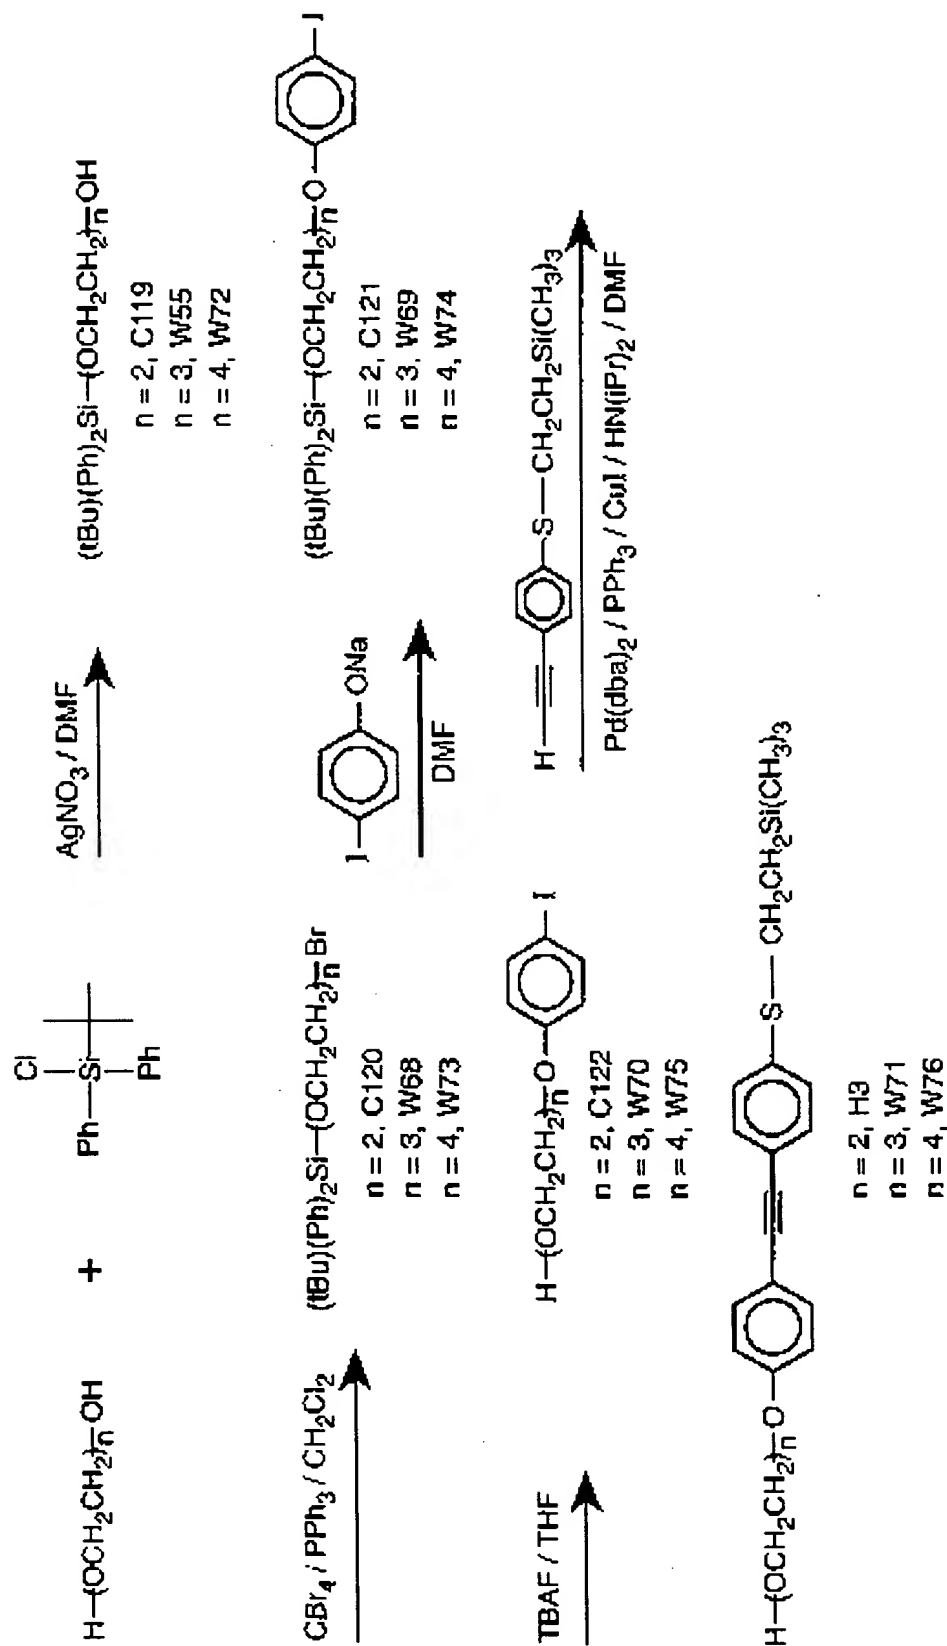 H—(OCH2CH2)n—OH + Ph—Si Cl Ph AgNO3 / DMF (tBu)(Ph)2Si—(OCH2CH2)n—OH
n = 2, C119
n = 3, W55
n = 4, W72
CBr4 / PPh3 / CH2Cl2 (tBu)(Ph)2Si—(OCH2CH2)n—Br I ONa DMF (tBu)(Ph)2Si—(OCH2CH2)n—O I
n = 2, C120
n = 3, W68
n = 4, W73
n = 2, C121
n = 3, W69
n = 4, W74
TBAF / THF H—(OCH2CH2)n—O I H S—CH2CH2Si(CH3)3
Pd(dba)2 / PPh3 / CuI / HN(iPr)2 / DMF
n = 2, C122
n = 3, W70
n = 4, W75
H—(OCH2CH2)n—O S—CH2CH2Si(CH3)3
n = 2, H3
n = 3, W71
n = 4, W76